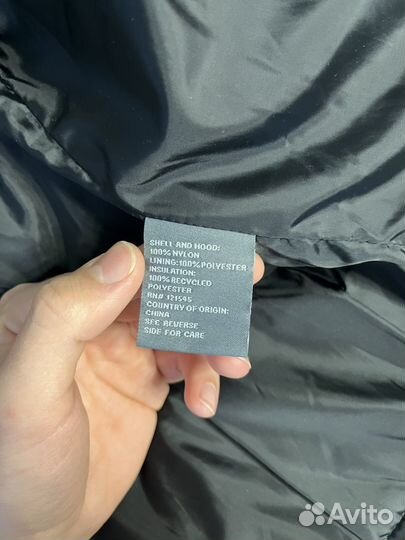 SHELL AND HOOD:
100% NYLON
LINING:100% POLYESTER
INSULATION:
100% RECYCLED
POLYESTER
RN# 121545
COUNTRY OF ORIGIN:
CHINA
SEE REVERSE
SIDE FOR CARE
Avito